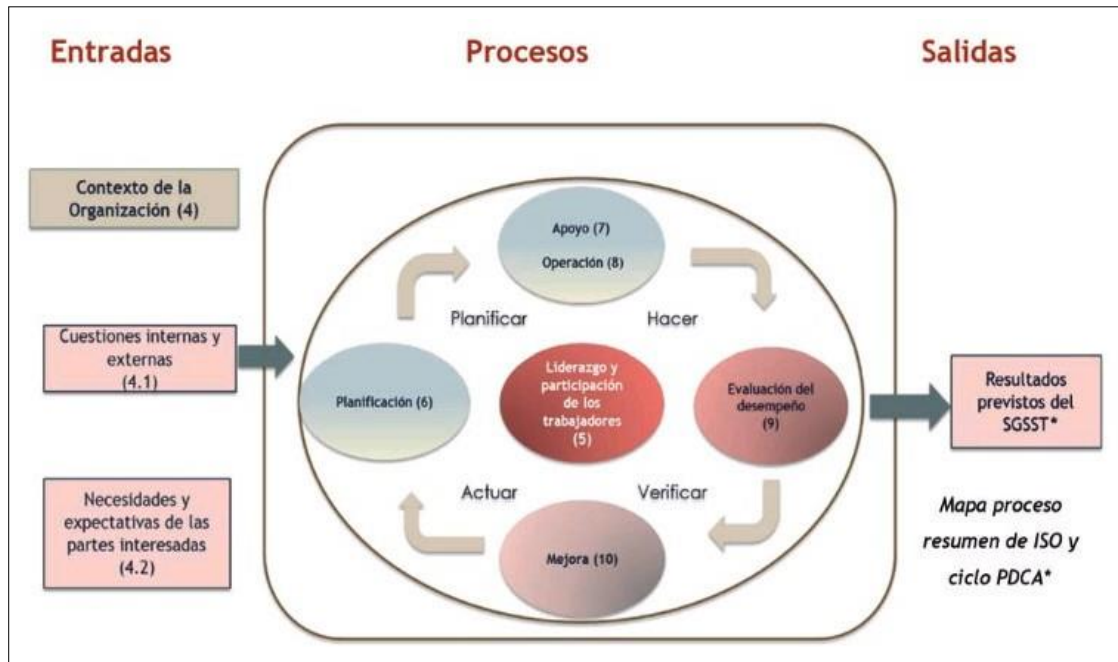 Entradas
Procesos
Salidas
Contexto de la
Organización (4)
Cuestiones internas y
externas
(4.1)
Necesidades y
expectativas de las
partes interesadas
(4.2)
Apoyo (7)
Operación (8)
Planificar
Hacer
Planificación (6)
Liderazgo y
participación
de los
trabajadores
(5)
Evaluación del
desempeño
(9)
Actuar
Verificar
Mejora (10)
Resultados
previstos del
SGSST*
Mapa proceso
resumen de ISO y
ciclo PDCA*